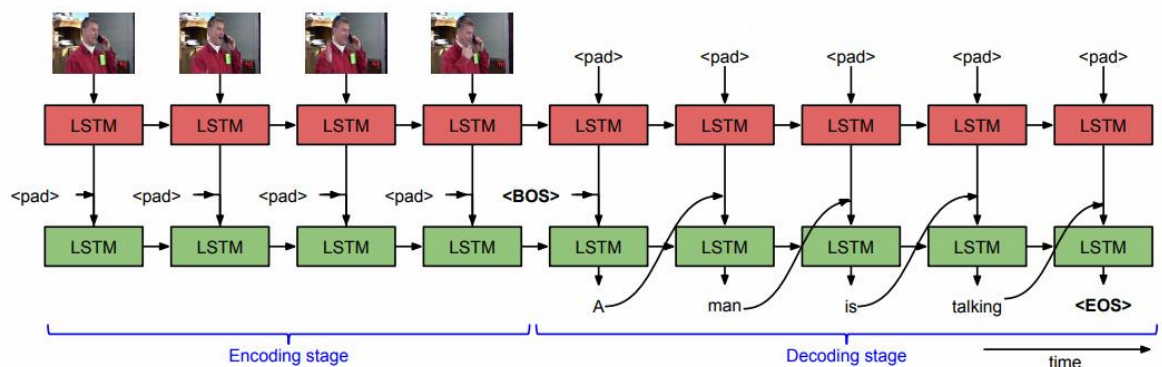 <pad> <pad> <pad> <pad> <pad>
LSTM LSTM LSTM LSTM LSTM LSTM LSTM LSTM LSTM
<pad> <pad> <pad> <pad> <BOS>
LSTM LSTM LSTM LSTM LSTM LSTM LSTM LSTM LSTM
A man is talking <EOS>
Encoding stage Decoding stage time